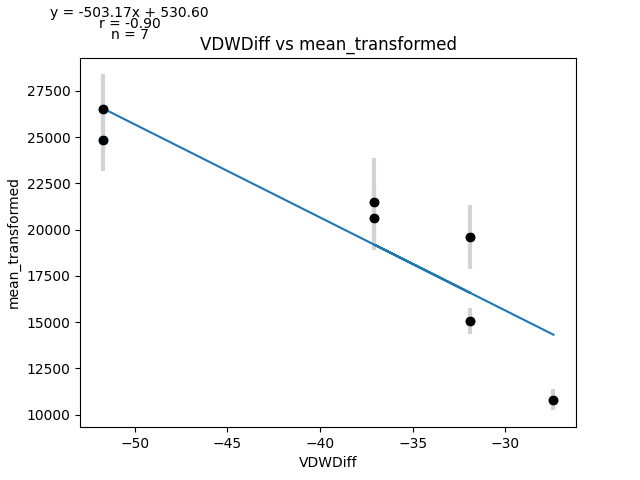 y = -503.17x + 530.60
r = -0.90
n = 7
VDWDiff vs mean_transformed
27500
25000
22500
20000
17500
15000
12500
10000
mean_transformed
−50
−45
−40
−35
−30
VDWDiff